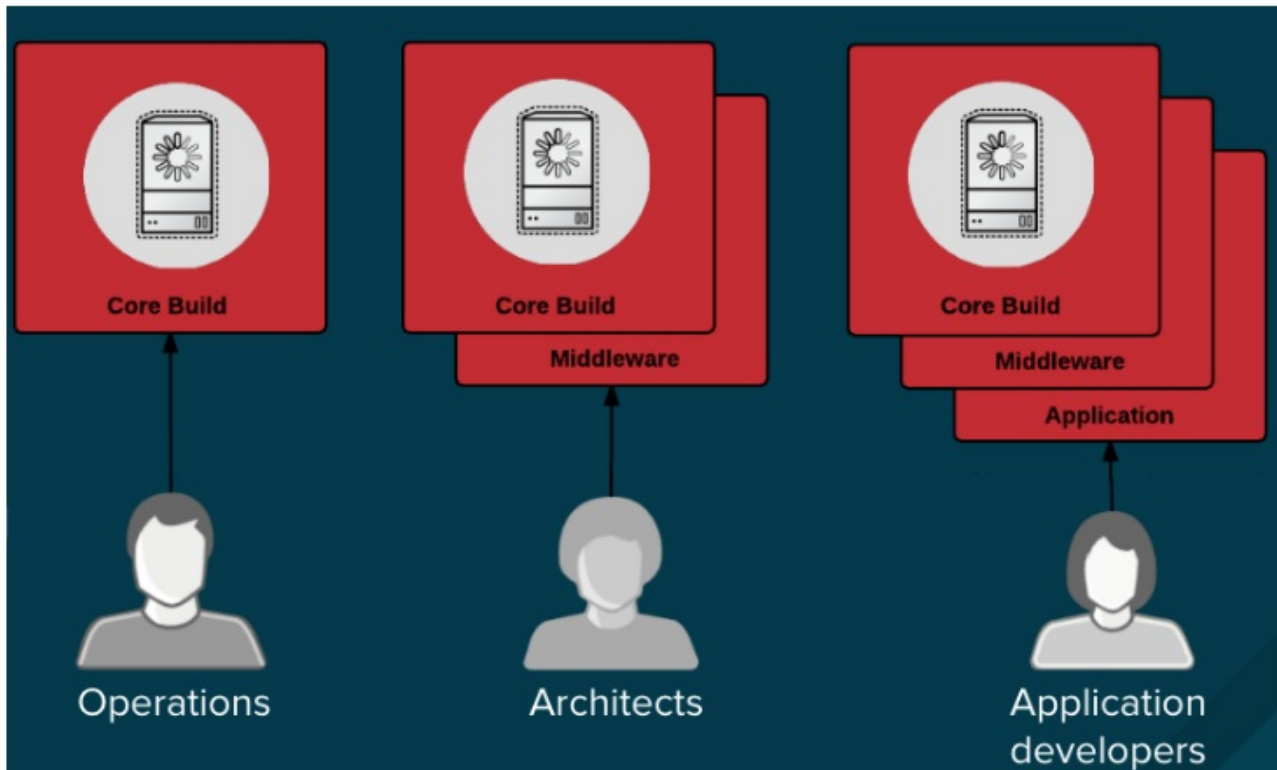 Core Build
Core Build
Middleware
Core Build
Middleware
Application
Operations
Architects
Application
developers